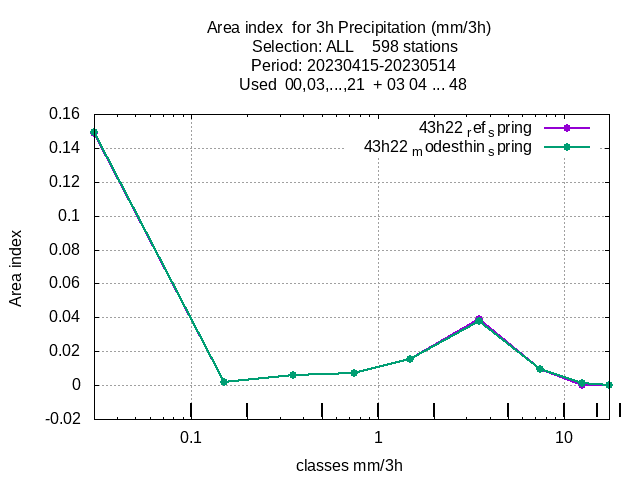 Area index  for 3h Precipitation (mm/3h)
Selection: ALL    598 stations
Period: 20230415-20230514
Used  00,03,...,21  + 03 04 ... 48
0.16
0.14
0.12
0.1
0.08
0.06
0.04
0.02
0
-0.02
Area index
43h22 ref spring
43h22 modesthin spring
0.1
1
10
classes mm/3h